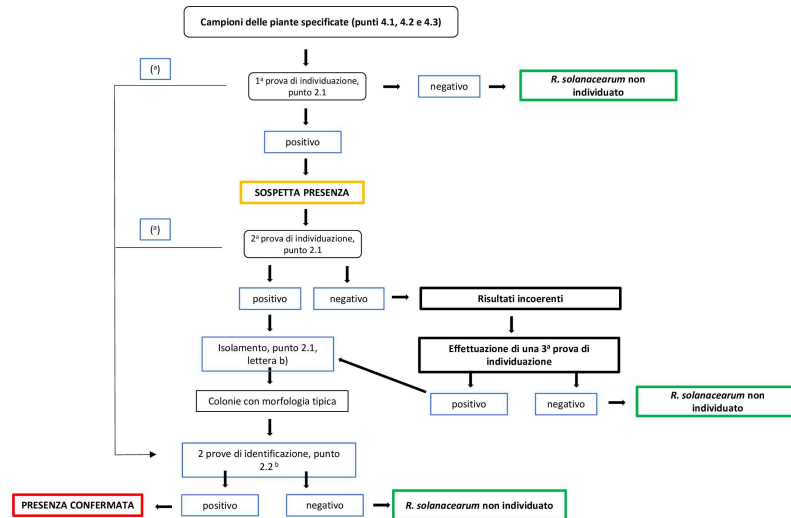 Campioni delle piante specificate (punti 4.1, 4.2 e 4.3)
(ᵃ)
1ᵃ prova di individuazione,
punto 2.1
negativo
R. solanacearum non
individuato
positivo
SOSPETTA PRESENZA
(ᵃ)
2ᵃ prova di individuazione,
punto 2.1
positivo
negativo
Risultati incoerenti
Isolamento, punto 2.1,
lettera b)
Effettuazione di una 3ᵃ prova di
individuazione
Colonie con morfologia tipica
positivo
negativo
R. solanacearum non
individuato
2 prove di identificazione, punto
2.2 ᵇ
PRESENZA CONFERMATA
positivo
negativo
R. solanacearum non individuato